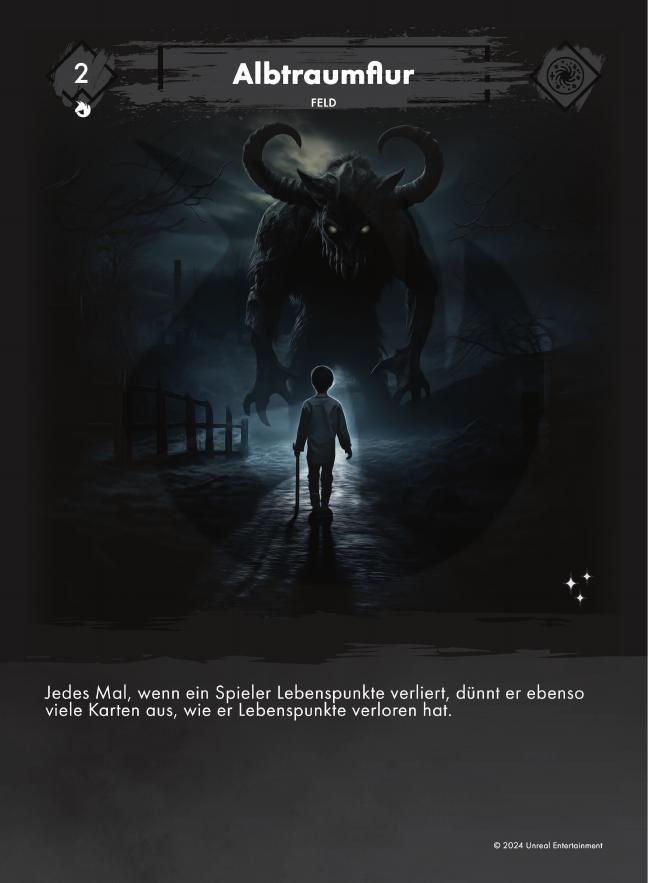 2
Albtraumflur
FELD
Jedes Mal, wenn ein Spieler Lebenspunkte verliert, dünnt er ebenso
viele Karten aus, wie er Lebenspunkte verloren hat.
© 2024 Unreal Entertainment